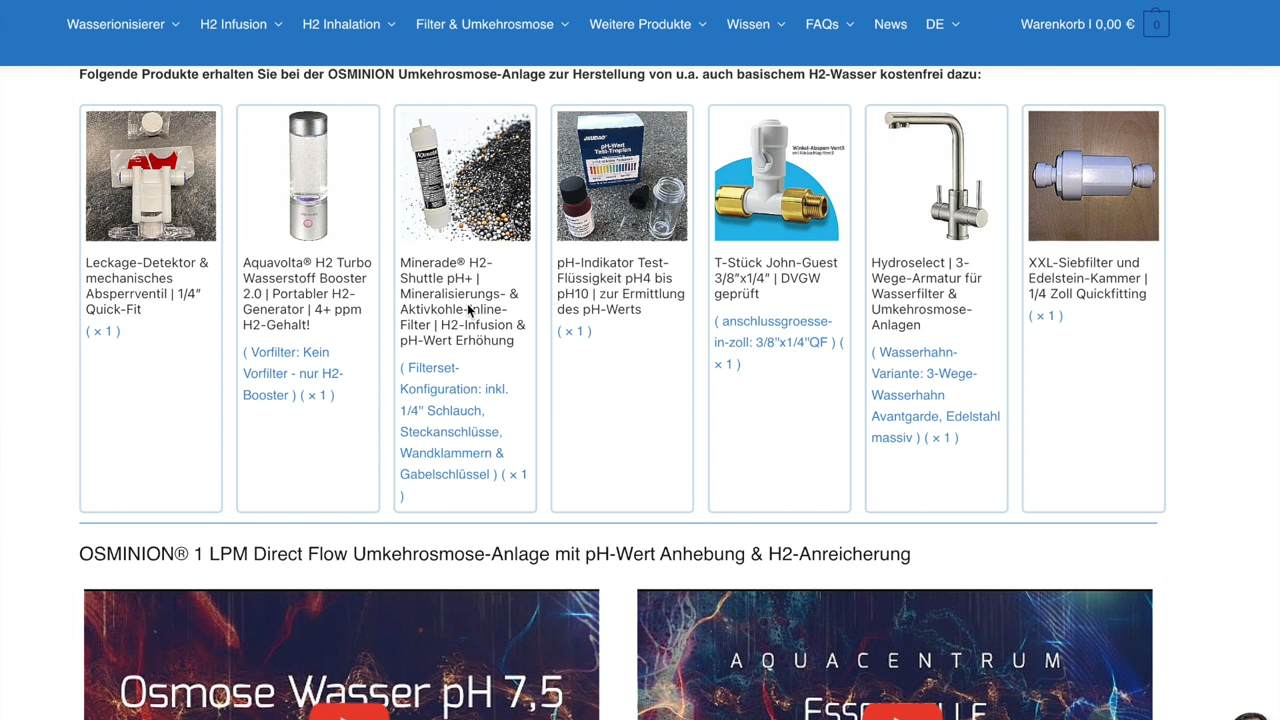 Wasserionisierer H2 Infusion H2 Inhalation Filter & Umkehrosmose Weitere Produkte Wissen FAQs News DE Warenkorb I 0,00 € 0
Folgende Produkte erhalten Sie bei der OSMINION Umkehrosmose-Anlage zur Herstellung von u.a. auch basischem H2-Wasser kostenfrei dazu:
Leckage-Detektor &
mechanisches
Absperrventil | 1/4″
Quick-Fit
( × 1 )
Aquavolta® H2 Turbo
Wasserstoff Booster
2.0 | Portabler H2-
Generator | 4+ ppm
H2-Gehalt!
( Vorfilter: Kein
Vorfilter - nur H2-
Booster ) ( × 1 )
Minerade® H2-
Shuttle pH+ |
Mineralisierungs- &
Aktivkohle-Inline-
Filter | H2-Infusion &
pH-Wert Erhöhung
( Filterset-
Konfiguration: inkl.
1/4" Schlauch,
Steckanschlüsse,
Wandklammern &
Gabelschlüssel ) ( × 1
)
pH-Wert
Test-Tropfen
pH-Indikator Test-
Flüssigkeit pH4 bis
pH10 | zur Ermittlung
des pH-Werts
( × 1 )
Winkel-Absperr-Ventil
T-Stück John-Guest
3/8″x1/4″ | DVGW
geprüft
( anschlussgroesse-
in-zoll: 3/8"x1/4"QF ) (
× 1 )
Hydroselect | 3-
Wege-Armatur für
Wasserfilter &
Umkehrosmose-
Anlagen
( Wasserhahn-
Variante: 3-Wege-
Wasserhahn
Avantgarde, Edelstahl
massiv ) ( × 1 )
XXL-Siebfilter und
Edelstein-Kammer |
1/4 Zoll Quickfitting
( × 1 )
OSMINION® 1 LPM Direct Flow Umkehrosmose-Anlage mit pH-Wert Anhebung & H2-Anreicherung
Osmose Wasser pH 7,5
AQUACENTRUM